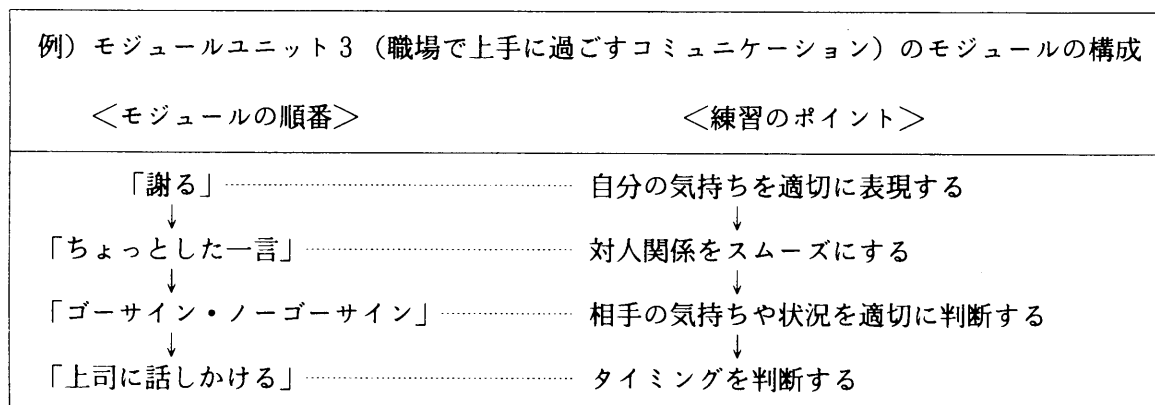 例）モジュールユニット3（職場で上手に過ごすコミュニケーション）のモジュールの構成
＜モジュールの順番＞ ＜練習のポイント＞
「謝る」 自分の気持ちを適切に表現する
↓ ↓
「ちょっとした一言」 対人関係をスムーズにする
↓ ↓
「ゴーサイン・ノーゴーサイン」 相手の気持ちや状況を適切に判断する
↓ ↓
「上司に話しかける」 タイミングを判断する